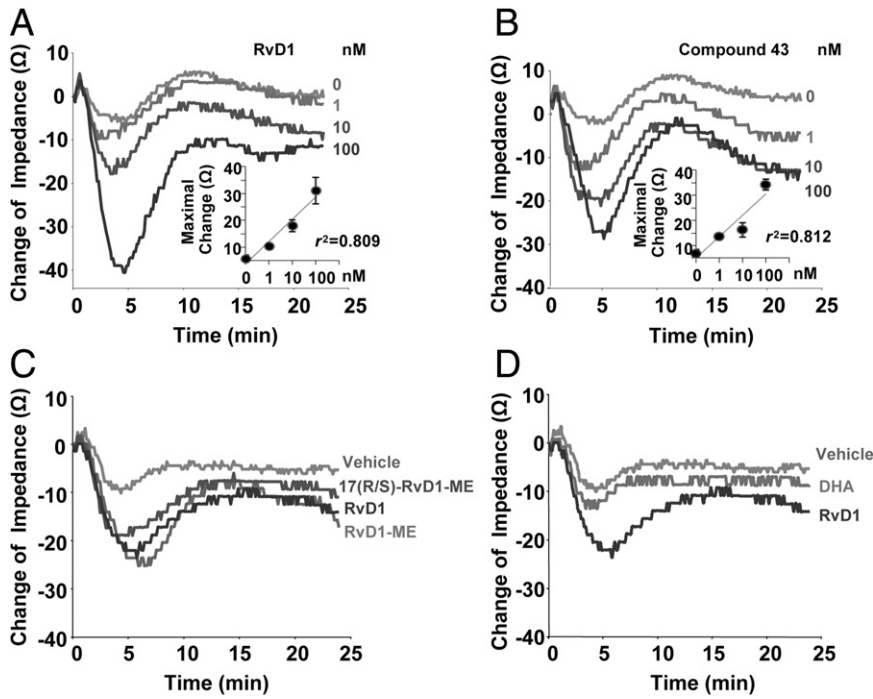 A
RvD1 nM
Change of Impedance (Ω)
10
0
-10
-20
-30
-40
0
1
10
100
Maximal
Change (Ω)
40
30
20
10
r²=0.809
0 1 10 100 nM
0 5 10 15 20 25
Time (min)
B
Compound 43 nM
Change of Impedance (Ω)
10
0
-10
-20
-30
-40
0
1
10
100
Maximal
Change (Ω)
40
30
20
10
r²=0.812
0 1 10 100 nM
0 5 10 15 20 25
Time (min)
C
Change of Impedance (Ω)
10
0
-10
-20
-30
-40
Vehicle
17(R/S)-RvD1-ME
RvD1
RvD1-ME
0 5 10 15 20 25
Time (min)
D
Change of Impedance (Ω)
10
0
-10
-20
-30
-40
Vehicle
DHA
RvD1
0 5 10 15 20 25
Time (min)